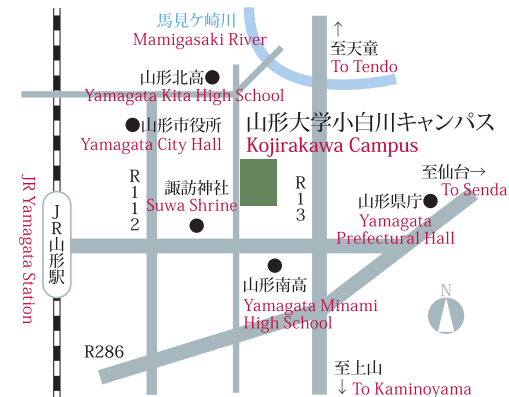 馬見ケ崎川
Mamigasaki River
↑
至天童
To Tendo
山形北高
Yamagata Kita High School
山形市役所
Yamagata City Hall
山形大学小白川キャンパス
Kojirakawa Campus
R112
諏訪神社
Suwa Shrine
R13
至仙台→
To Senda
山形県庁
Yamagata
Prefectural Hall
JR山形駅
JR Yamagata Station
山形南高
Yamagata Minami
High School
N
R286
至上山
↓ To Kaminoyama